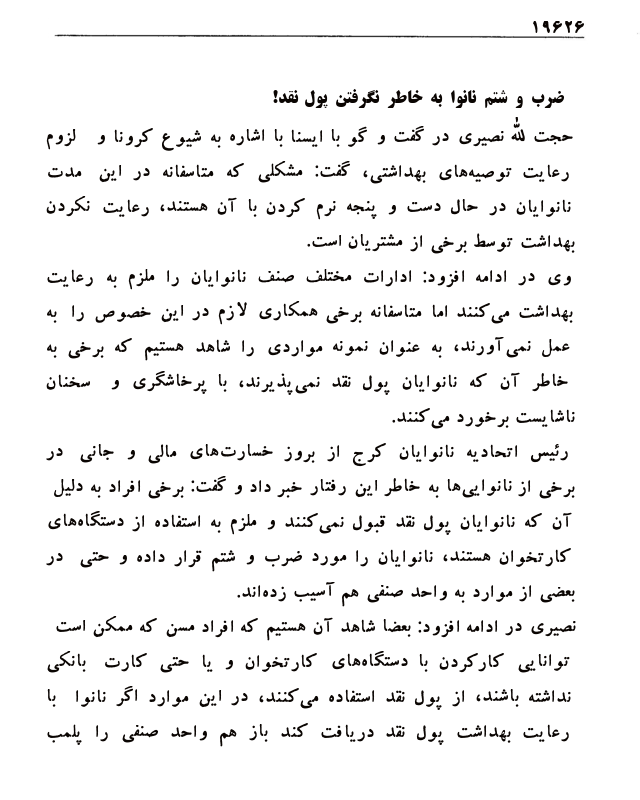 ۱۹۶۲۶
ضرب و شتم نانوا به خاطر نگرفتن پول نقد!
حجت لله نصیری در گفت و گو با ایسنا با اشاره به شیوع کرونا و لزوم
رعایت توصیه‌های بهداشتی، گفت: مشکلی که متاسفانه در این مدت
نانوایان در حال دست و پنجه نرم کردن با آن هستند، رعایت نکردن
بهداشت توسط برخی از مشتریان است.
وی در ادامه افزود: ادارات مختلف صنف نانوایان را ملزم به رعایت
بهداشت می‌کنند اما متاسفانه برخی همکاری لازم در این خصوص را به
عمل نمی‌آورند، به عنوان نمونه مواردی را شاهد هستیم که برخی به
خاطر آن که نانوایان پول نقد نمی‌پذیرند، با پرخاشگری و سخنان
ناشایست برخورد می‌کنند.
رئیس اتحادیه نانوایان کرج از بروز خسارت‌های مالی و جانی در
برخی از نانوایی‌ها به خاطر این رفتار خبر داد و گفت: برخی افراد به دلیل
آن که نانوایان پول نقد قبول نمی‌کنند و ملزم به استفاده از دستگاه‌های
کارتخوان هستند، نانوایان را مورد ضرب و شتم قرار داده و حتی در
بعضی از موارد به واحد صنفی هم آسیب زده‌اند.
نصیری در ادامه افزود: بعضا شاهد آن هستیم که افراد مسن که ممکن است
توانایی کارکردن با دستگاه‌های کارتخوان و یا حتی کارت بانکی
نداشته باشند، از پول نقد استفاده می‌کنند، در این موارد اگر نانوا با
رعایت بهداشت پول نقد دریافت کند باز هم واحد صنفی را پلمب